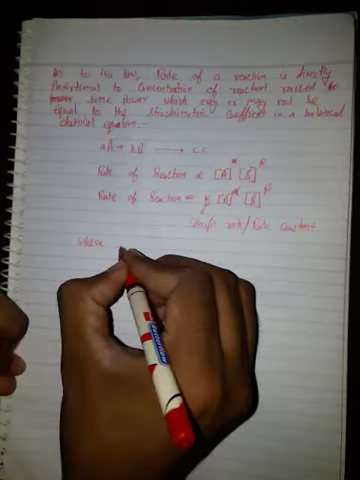 As to this law, Rate of a reaction is directly
Proportional to Concentration of reactant raised to
some power which may or may not be
equal to the stoichiometric Coefficient in a balanced
chemical equation.
aA + bB ⟶ cC
Rate of Reaction ∝ [A]^α [B]^β
Rate of Reaction = K [A]^α [B]^β
Specific rate/Rate Constant
Where